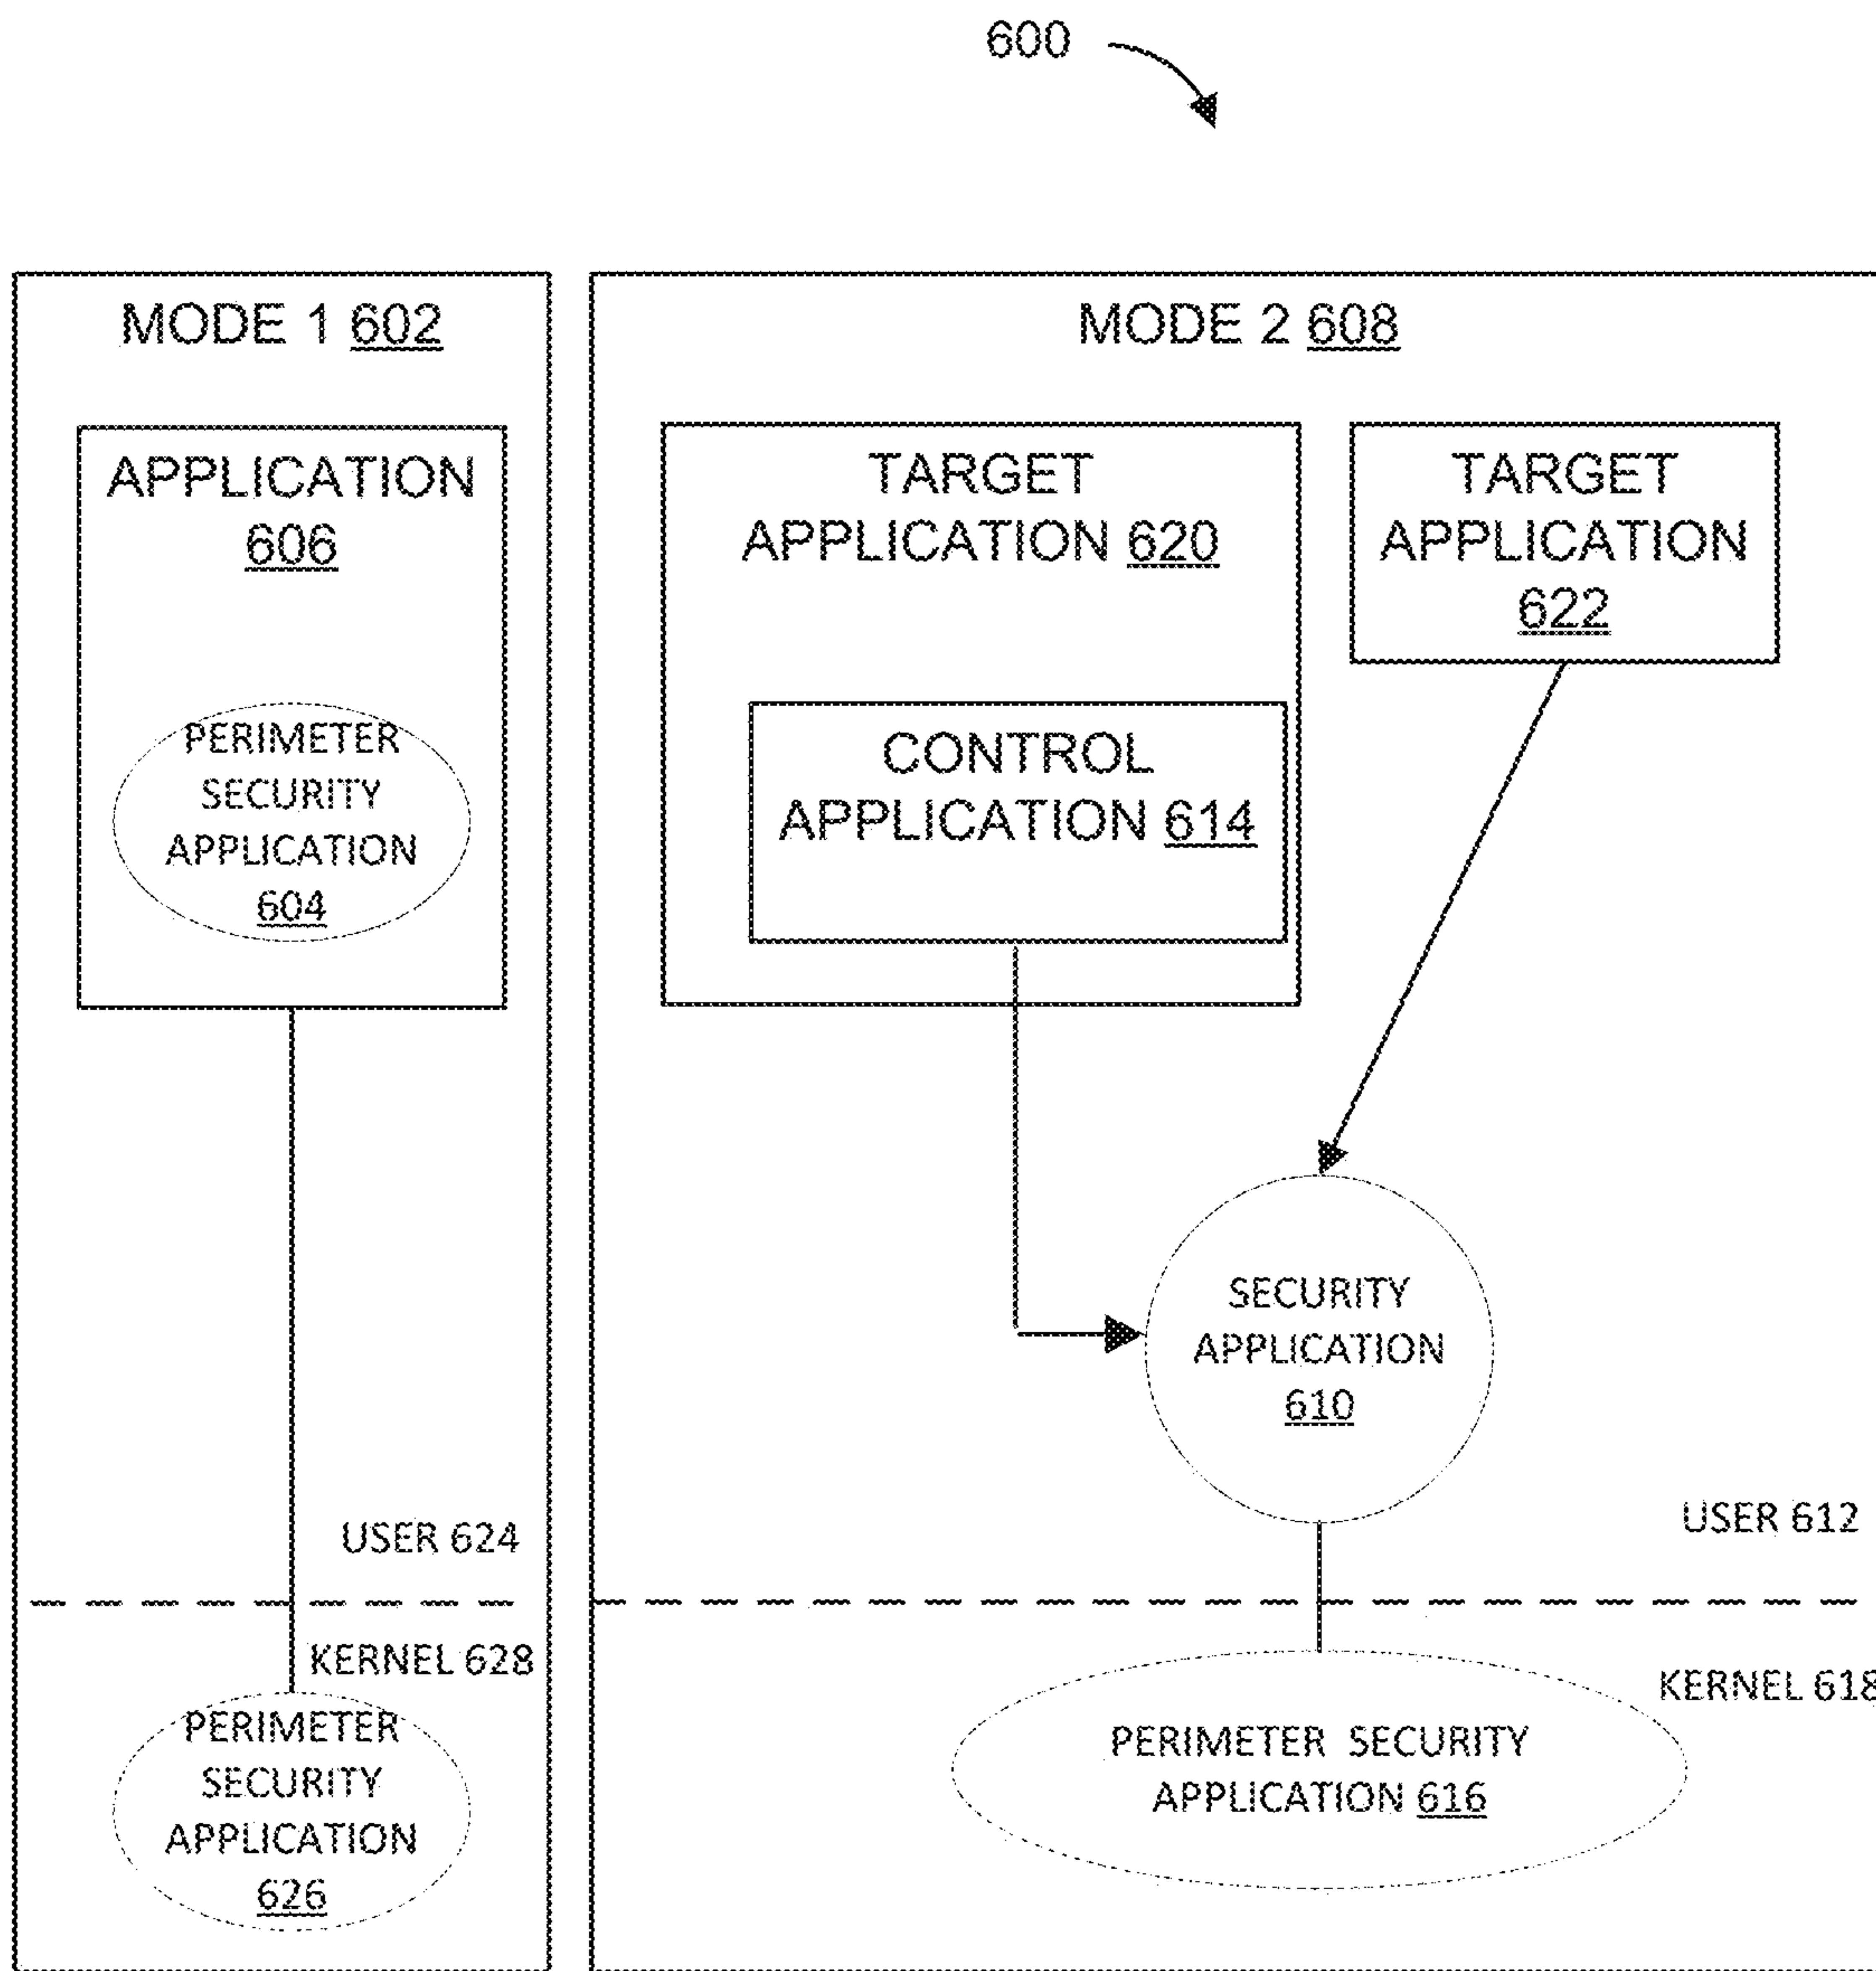 600
MODE 1 602
APPLICATION
606
PERIMETER
SECURITY
APPLICATION
604
USER 624
KERNEL 628
PERIMETER
SECURITY
APPLICATION
626
MODE 2 608
TARGET
APPLICATION 620
CONTROL
APPLICATION 614
TARGET
APPLICATION
622
SECURITY
APPLICATION
610
USER 612
KERNEL 618
PERIMETER SECURITY
APPLICATION 616